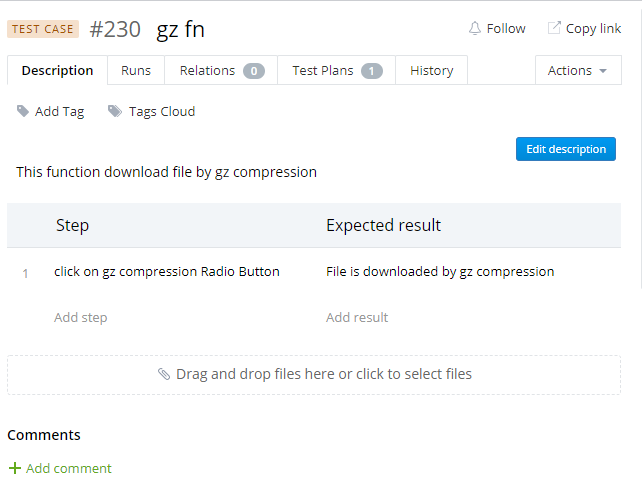 TEST CASE #230 gz fn Follow Copy link
Description Runs Relations 0 Test Plans 1 History Actions
Add Tag Tags Cloud
Edit description
This function download file by gz compression
Step Expected result
1 click on gz compression Radio Button File is downloaded by gz compression
Add step Add result
Drag and drop files here or click to select files
Comments
Add comment